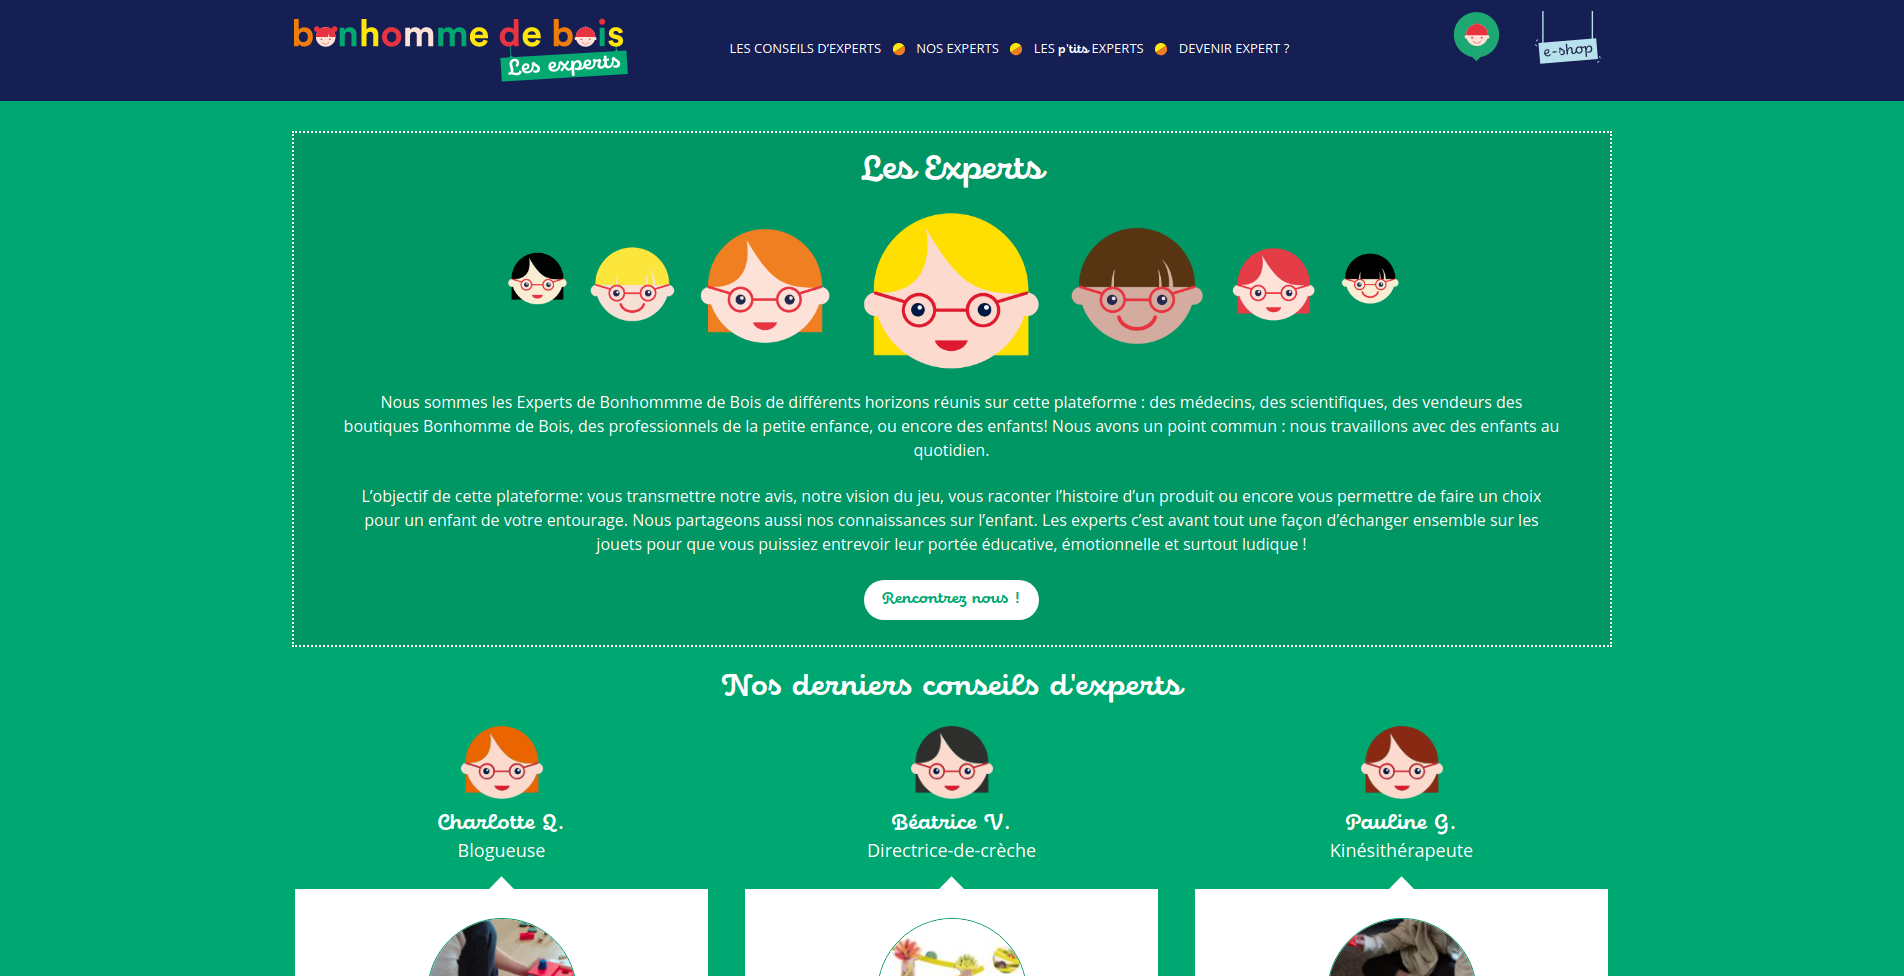 bonhomme de bois
Les experts
LES CONSEILS D'EXPERTS NOS EXPERTS LES p'tits EXPERTS DEVENIR EXPERT ?
e-shop
Les Experts
Nous sommes les Experts de Bonhommme de Bois de différents horizons réunis sur cette plateforme : des médecins, des scientifiques, des vendeurs des
boutiques Bonhomme de Bois, des professionnels de la petite enfance, ou encore des enfants! Nous avons un point commun : nous travaillons avec des enfants au
quotidien.
L'objectif de cette plateforme: vous transmettre notre avis, notre vision du jeu, vous raconter l'histoire d'un produit ou encore vous permettre de faire un choix
pour un enfant de votre entourage. Nous partageons aussi nos connaissances sur l'enfant. Les experts c'est avant tout une façon d'échanger ensemble sur les
jouets pour que vous puissiez entrevoir leur portée éducative, émotionnelle et surtout ludique !
Rencontrez nous !
Nos derniers conseils d'experts
Charlotte Q.
Blogueuse
Béatrice V.
Directrice-de-crèche
Pauline G.
Kinésithérapeute